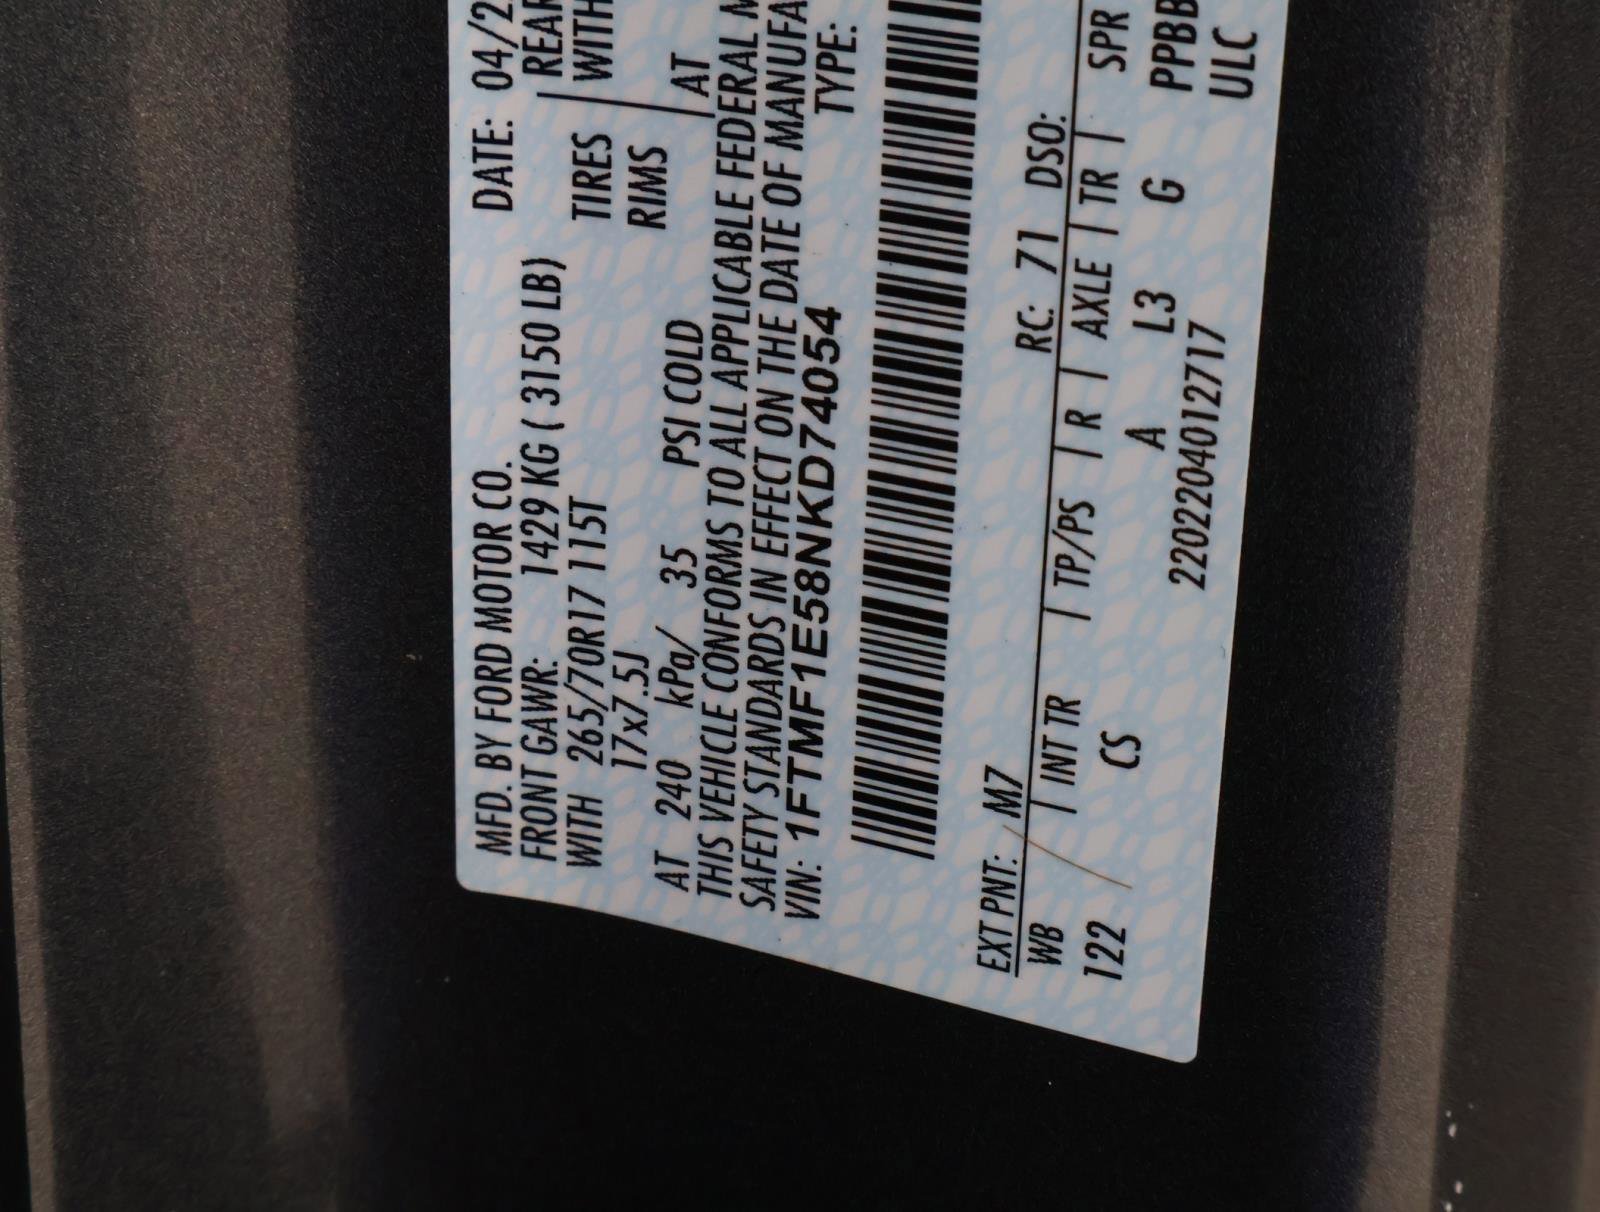 MFD. BY FORD MOTOR CO. DATE: 04/2
FRONT GAWR: 1429 KG ( 3150 LB) REAR
WITH 265/70R17 115T TIRES WITH
17x7.5J RIMS
AT 240 kPa/ 35 PSI COLD AT
THIS VEHICLE CONFORMS TO ALL APPLICABLE FEDERAL M
SAFETY STANDARDS IN EFFECT ON THE DATE OF MANUFA
VIN: 1FTMF1E58NKD74054 TYPE:
EXT PNT: M7 RC: 71 DSO:
WB | INT TR | TP/PS | R | AXLE | TR | SPR
122 CS A L3 G PPBB
2202204012717 ULC